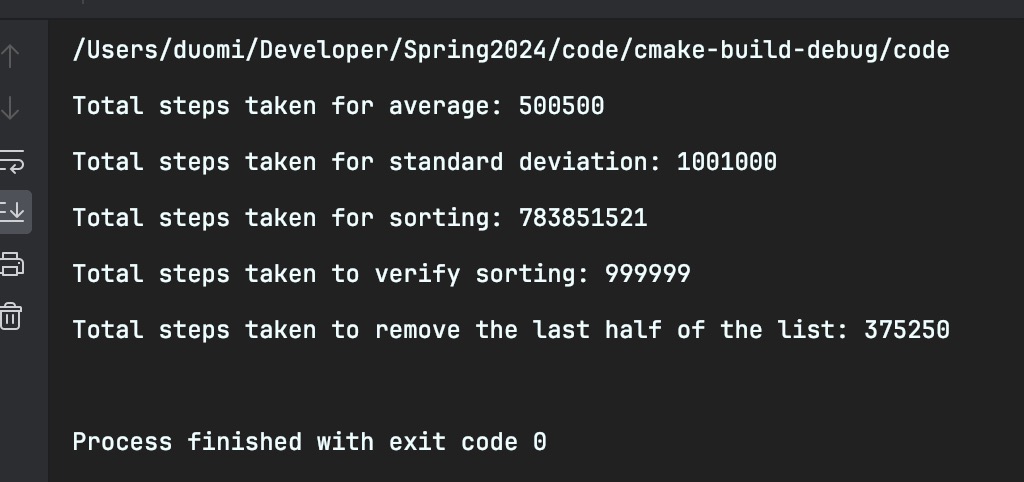 /Users/duomi/Developer/Spring2024/code/cmake-build-debug/code
Total steps taken for average: 500500
Total steps taken for standard deviation: 1001000
Total steps taken for sorting: 783851521
Total steps taken to verify sorting: 999999
Total steps taken to remove the last half of the list: 375250
Process finished with exit code 0